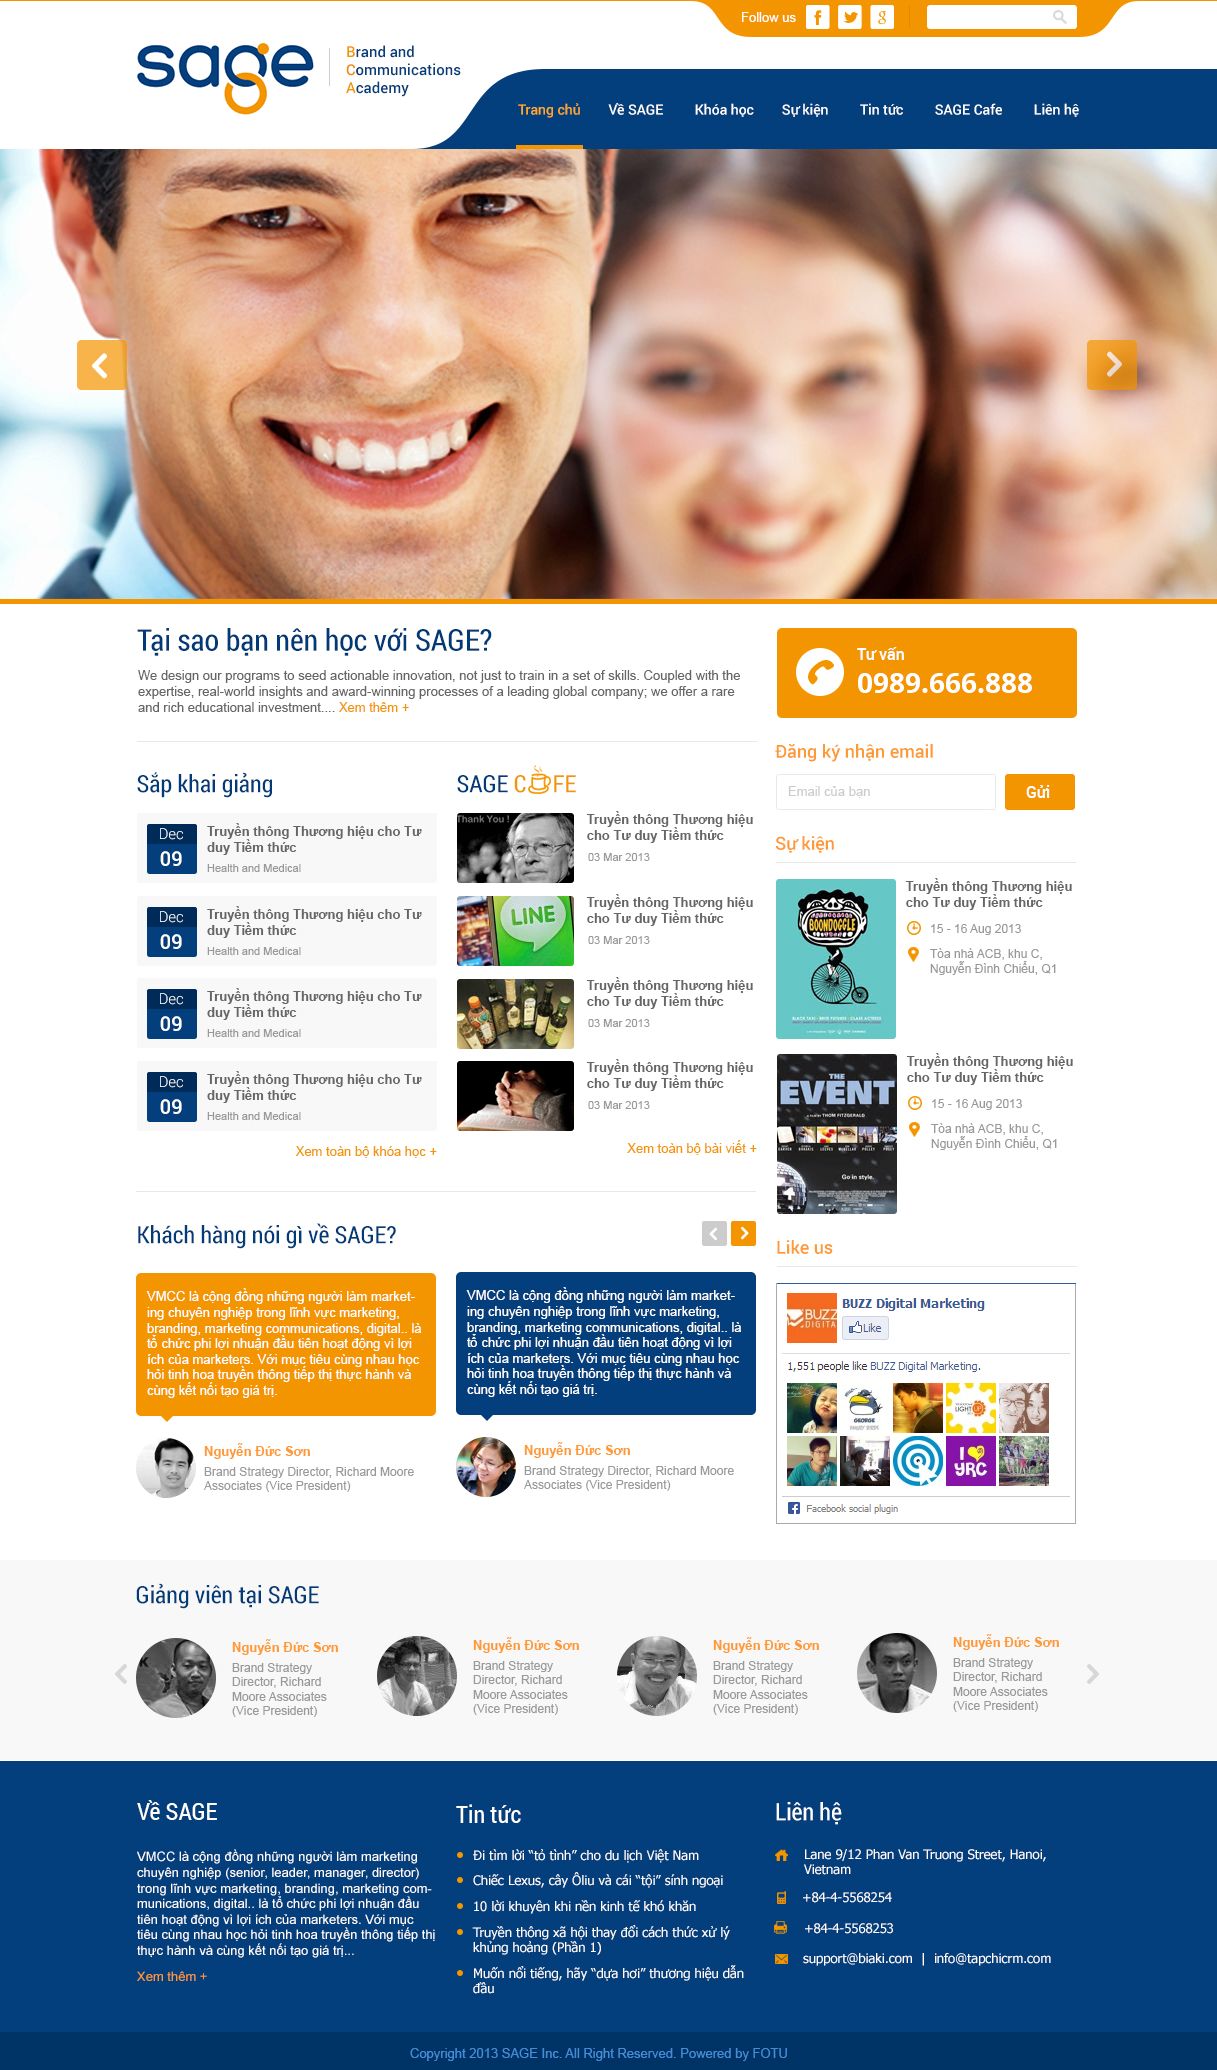 Follow us
sage
Brand and
Communications
Academy
Trang chủ Về SAGE Khóa học Sự kiện Tin tức SAGE Cafe Liên hệ
Tại sao bạn nên học với SAGE?
We design our programs to seed actionable innovation, not just to train in a set of skills. Coupled with the
expertise, real-world insights and award-winning processes of a leading global company; we offer a rare
and rich educational investment.... Xem thêm +
Sắp khai giảng
Dec
09
Truyền thông Thương hiệu cho Tư
duy Tiềm thức
Health and Medical
Dec
09
Truyền thông Thương hiệu cho Tư
duy Tiềm thức
Health and Medical
Dec
09
Truyền thông Thương hiệu cho Tư
duy Tiềm thức
Health and Medical
Dec
09
Truyền thông Thương hiệu cho Tư
duy Tiềm thức
Health and Medical
Xem toàn bộ khóa học +
SAGE CAFE
Thank You !
Truyền thông Thương hiệu
cho Tư duy Tiềm thức
03 Mar 2013
LINE
Truyền thông Thương hiệu
cho Tư duy Tiềm thức
03 Mar 2013
Truyền thông Thương hiệu
cho Tư duy Tiềm thức
03 Mar 2013
Truyền thông Thương hiệu
cho Tư duy Tiềm thức
03 Mar 2013
Xem toàn bộ bài viết +
Tư vấn
0989.666.888
Đăng ký nhận email
Email của bạn
Gửi
Sự kiện
BOONDOGGLE
Truyền thông Thương hiệu
cho Tư duy Tiềm thức
15 - 16 Aug 2013
Tòa nhà ACB, khu C,
Nguyễn Đình Chiểu, Q1
THE
EVENT
A FILM BY THOM FITZGERALD
Go in style.
Truyền thông Thương hiệu
cho Tư duy Tiềm thức
15 - 16 Aug 2013
Tòa nhà ACB, khu C,
Nguyễn Đình Chiểu, Q1
Khách hàng nói gì về SAGE?
VMCC là cộng đồng những người làm market-
ing chuyên nghiệp trong lĩnh vực marketing,
branding, marketing communications, digital.. là
tổ chức phi lợi nhuận đầu tiên hoạt động vì lợi
ích của marketers. Với mục tiêu cùng nhau học
hỏi tinh hoa truyền thông tiếp thị thực hành và
cùng kết nối tạo giá trị.
Nguyễn Đức Sơn
Brand Strategy Director, Richard Moore
Associates (Vice President)
VMCC là cộng đồng những người làm market-
ing chuyên nghiệp trong lĩnh vực marketing,
branding, marketing communications, digital.. là
tổ chức phi lợi nhuận đầu tiên hoạt động vì lợi
ích của marketers. Với mục tiêu cùng nhau học
hỏi tinh hoa truyền thông tiếp thị thực hành và
cùng kết nối tạo giá trị.
Nguyễn Đức Sơn
Brand Strategy Director, Richard Moore
Associates (Vice President)
Like us
BUZZ
DIGITA
BUZZ Digital Marketing
Like
1,551 people like BUZZ Digital Marketing.
GEORGE
LIGHT
I
YRC
Facebook social plugin
Giảng viên tại SAGE
Nguyễn Đức Sơn
Brand Strategy
Director, Richard
Moore Associates
(Vice President)
Nguyễn Đức Sơn
Brand Strategy
Director, Richard
Moore Associates
(Vice President)
Nguyễn Đức Sơn
Brand Strategy
Director, Richard
Moore Associates
(Vice President)
Nguyễn Đức Sơn
Brand Strategy
Director, Richard
Moore Associates
(Vice President)
Về SAGE
VMCC là cộng đồng những người làm marketing
chuyên nghiệp (senior, leader, manager, director)
trong lĩnh vực marketing, branding, marketing com-
munications, digital.. là tổ chức phi lợi nhuận đầu
tiên hoạt động vì lợi ích của marketers. Với mục
tiêu cùng nhau học hỏi tinh hoa truyền thông tiếp thị
thực hành và cùng kết nối tạo giá trị...
Xem thêm +
Tin tức
Đi tìm lời “tỏ tình” cho du lịch Việt Nam
Chiếc Lexus, cây Ôliu và cái “tội” sính ngoại
10 lời khuyên khi nền kinh tế khó khăn
Truyền thông xã hội thay đổi cách thức xử lý
khủng hoảng (Phần 1)
Muốn nổi tiếng, hãy “dựa hơi” thương hiệu dẫn
đầu
Liên hệ
Lane 9/12 Phan Van Truong Street, Hanoi,
Vietnam
+84-4-5568254
+84-4-5568253
support@biaki.com | info@tapchicrm.com
Copyright 2013 SAGE Inc. All Right Reserved. Powered by FOTU